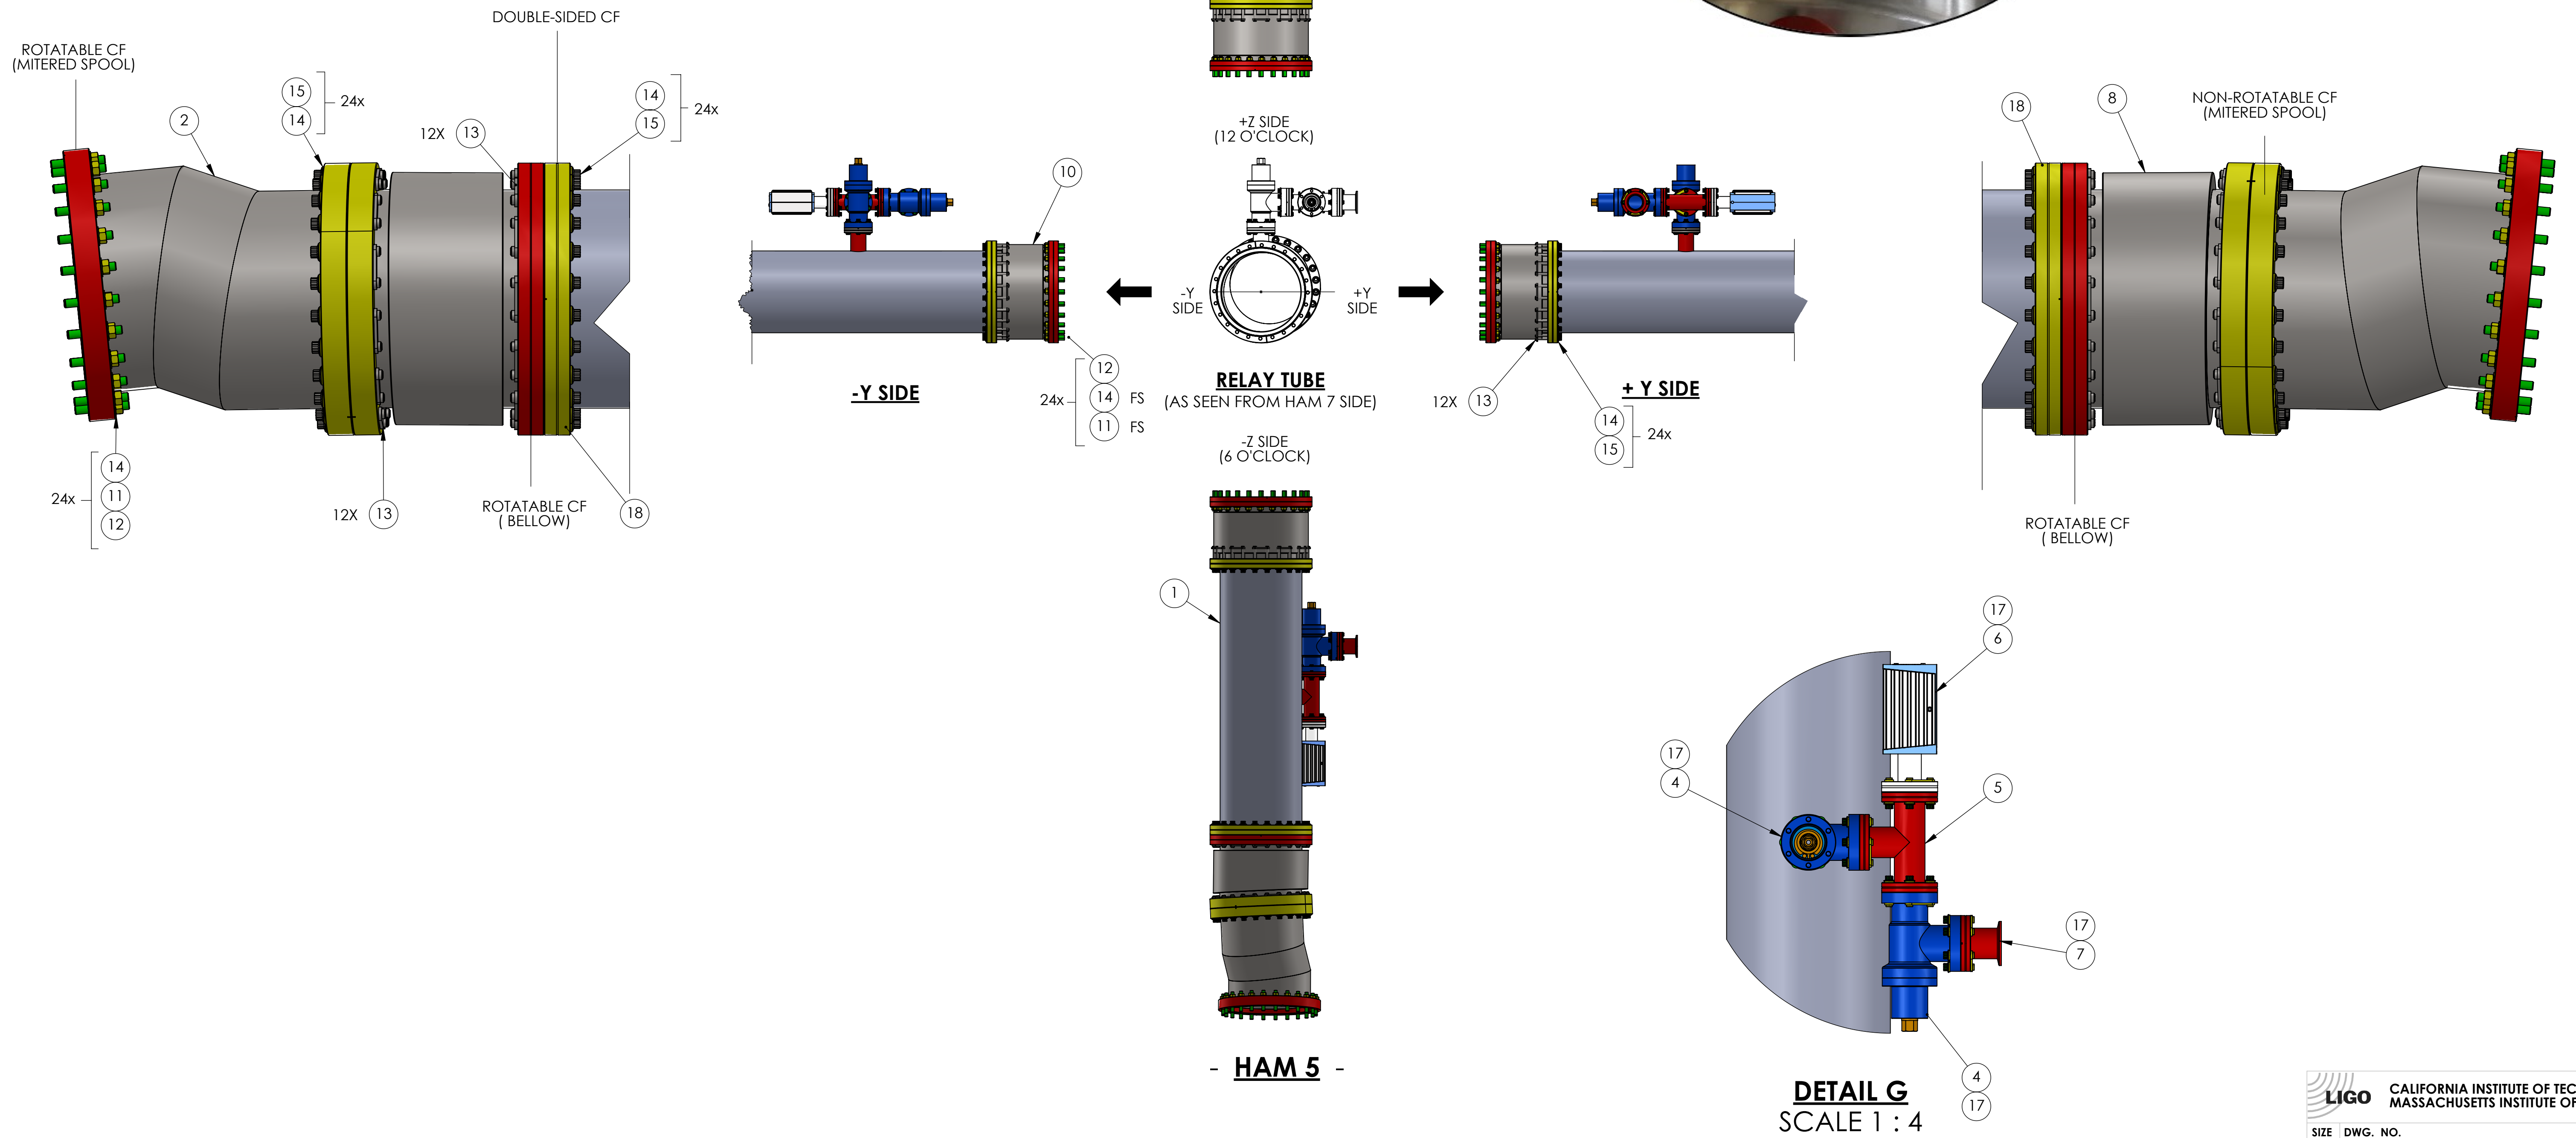 DOUBLE-SIDED CF
ROTATABLE CF
(MITERED SPOOL)
2
15
14
24x
12X 13
14
15
24x
14
11
12
24x
12X 13
ROTATABLE CF
( BELLOW)
18
+Z SIDE
(12 O'CLOCK)
10
-Y
SIDE
+Y
SIDE
-Y SIDE
24x
12
14 FS
11 FS
RELAY TUBE
(AS SEEN FROM HAM 7 SIDE)
-Z SIDE
(6 O'CLOCK)
12X 13
+ Y SIDE
14
15
24x
18
8
NON-ROTATABLE CF
(MITERED SPOOL)
ROTATABLE CF
( BELLOW)
1
- HAM 5 -
17
6
17
4
5
17
7
4
17
DETAIL G
SCALE 1 : 4
LIGO
CALIFORNIA INSTITUTE OF TEC
MASSACHUSETTS INSTITUTE OF
SIZE DWG. NO.